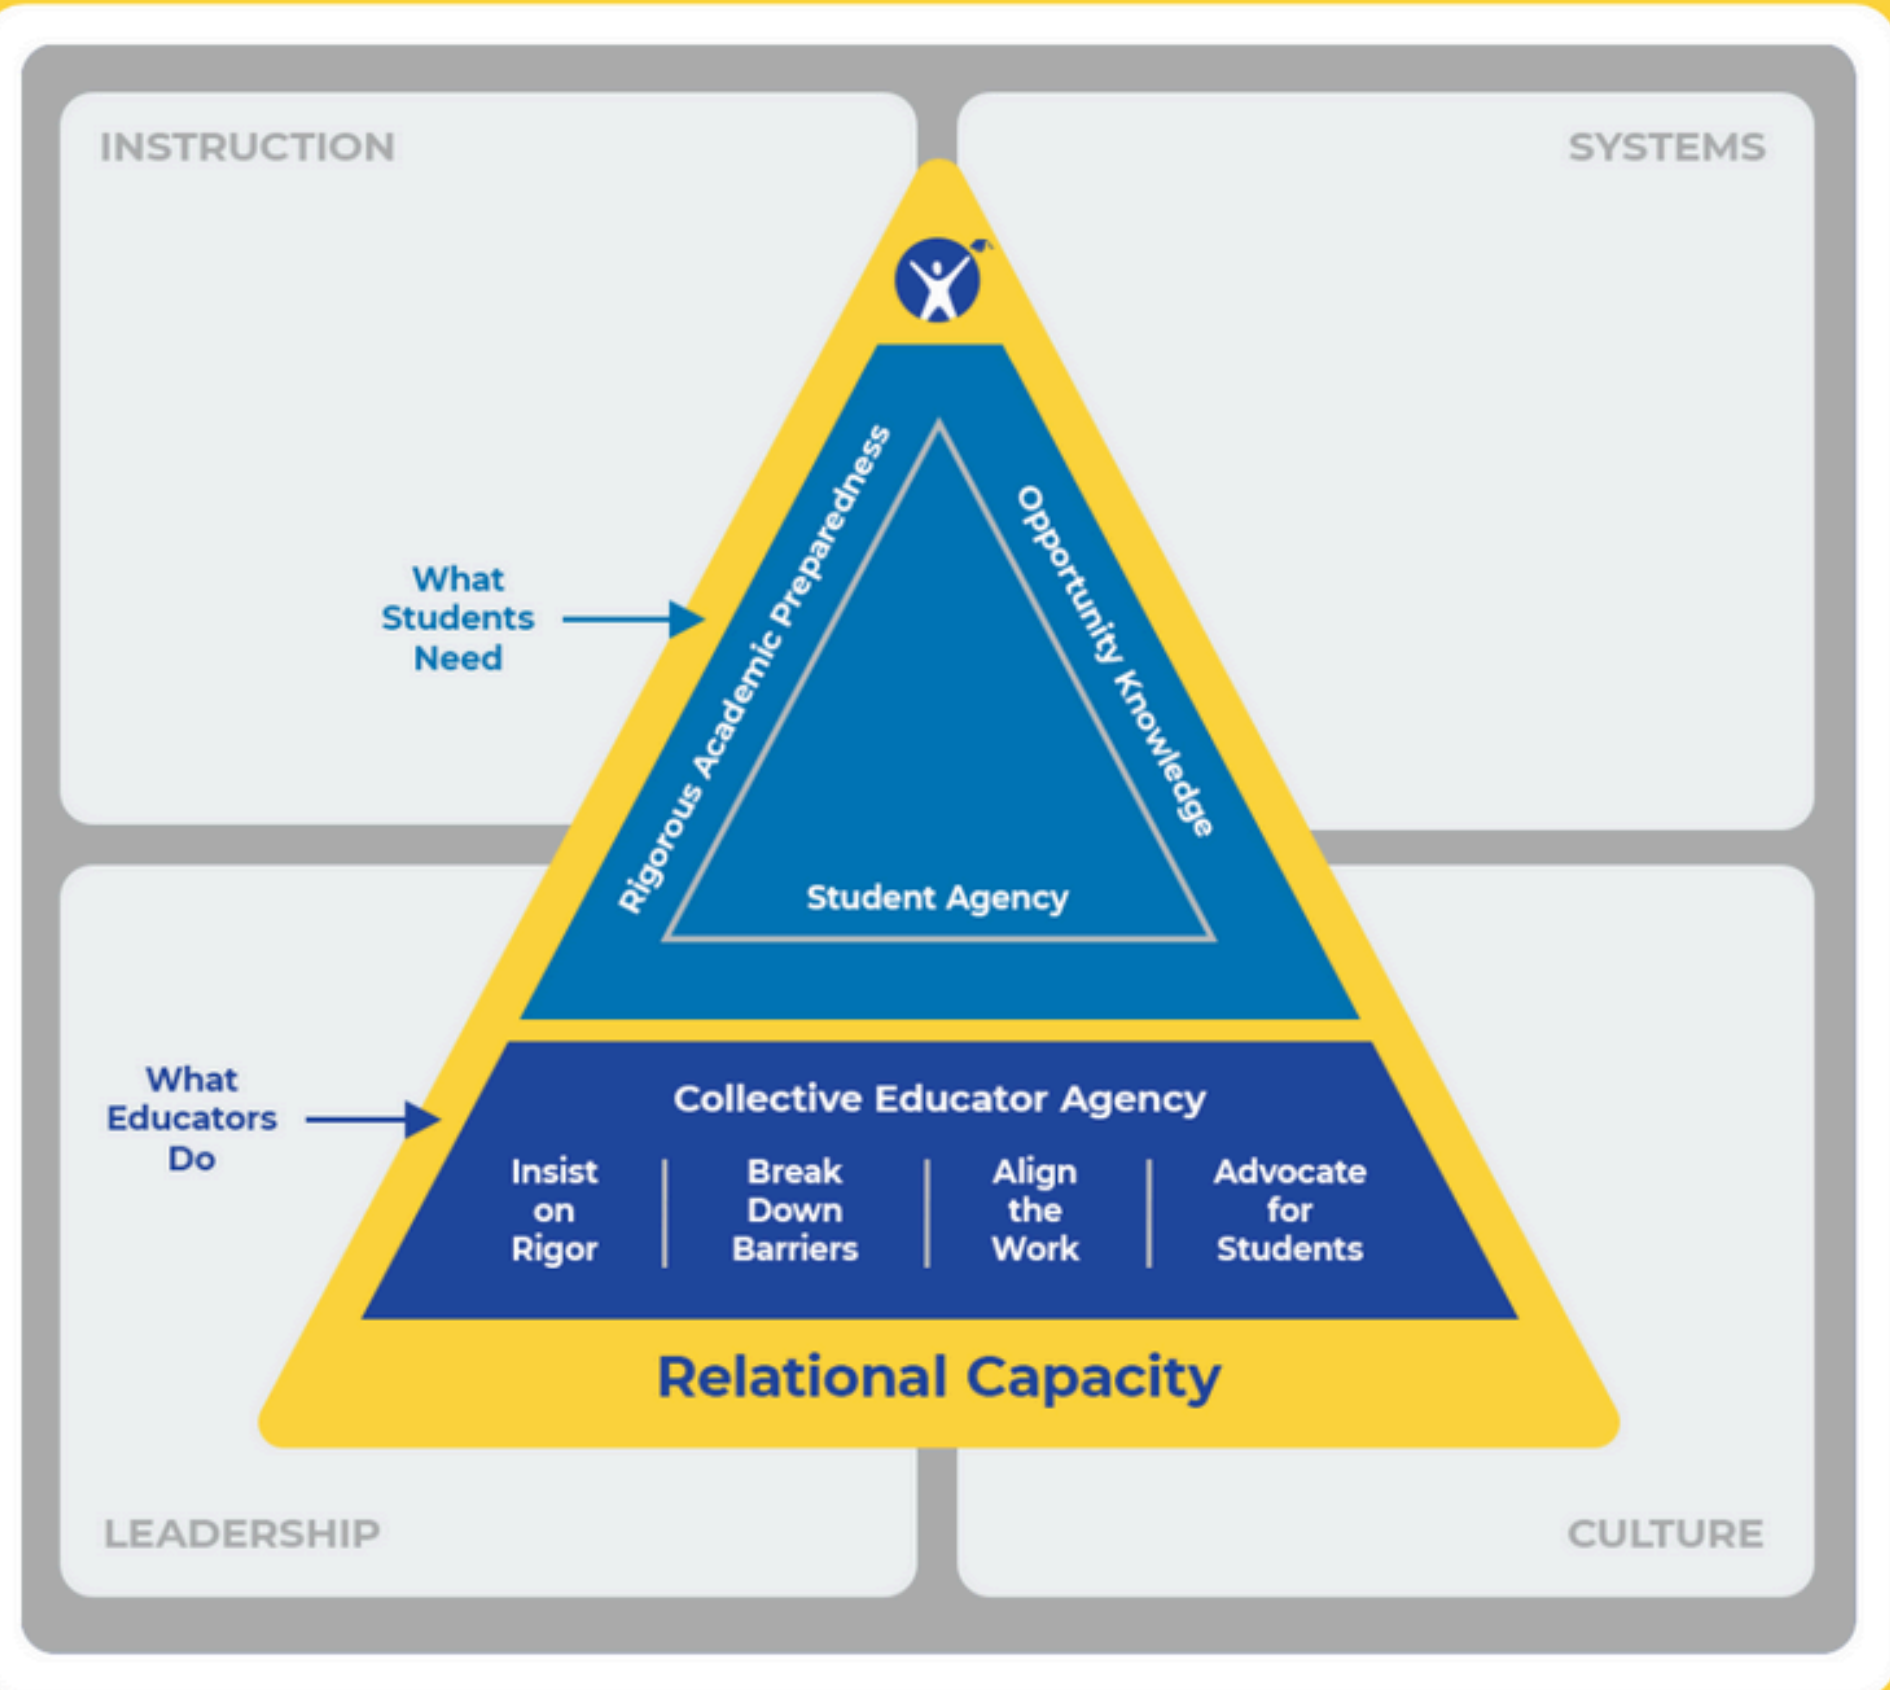 INSTRUCTION
SYSTEMS
What
Students
Need
Rigorous Academic Preparedness
Opportunity Knowledge
Student Agency
What
Educators
Do
Collective Educator Agency
Insist
on
Rigor
Break
Down
Barriers
Align
the
Work
Advocate
for
Students
Relational Capacity
LEADERSHIP
CULTURE